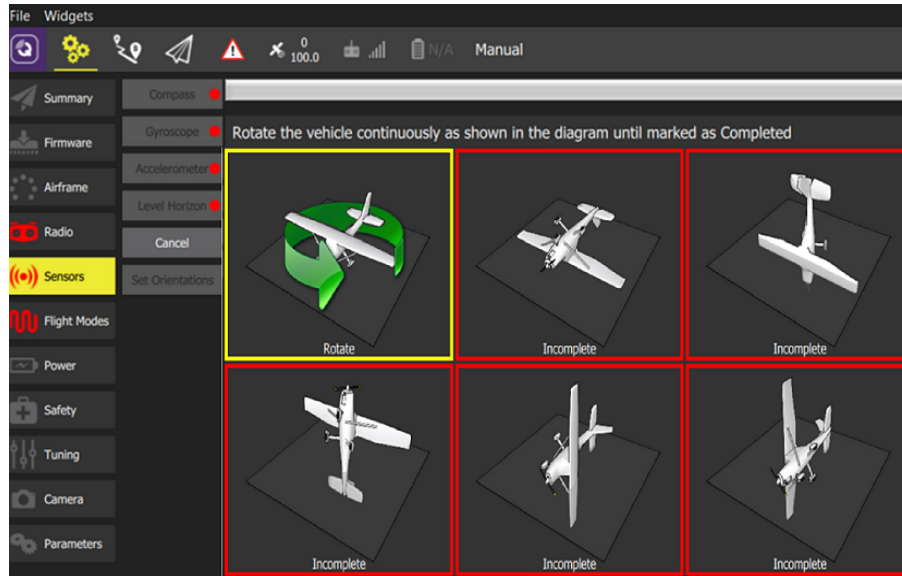 File Widgets
0
100.0
N/A
Manual
Summary
Firmware
Airframe
Radio
Sensors
Flight Modes
Power
Safety
Tuning
Camera
Parameters
Compass
Gyroscope
Accelerometer
Level Horizon
Cancel
Set Orientations
Rotate the vehicle continuously as shown in the diagram until marked as Completed
Rotate
Incomplete
Incomplete
Incomplete
Incomplete
Incomplete